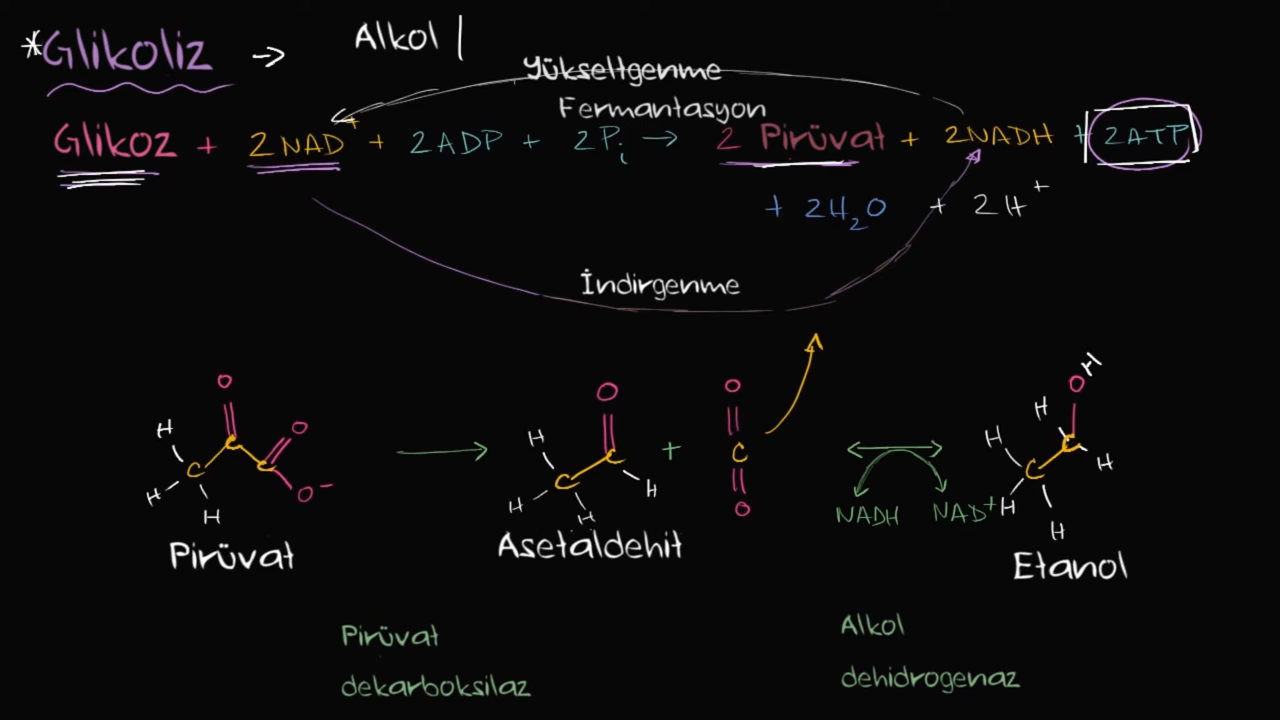 *Glikoliz → Alkol |
Yükseltgenme
Fermantasyon
Glikoz + 2NAD⁺ + 2ADP + 2Pᵢ → 2 Pirüvat + 2NADH + 2ATP
+ 2H₂O + 2H⁺
İndirgenme
O H
O O O H
H O H
C C + C C H
C C C H C
H O⁻ H H O NADH NAD⁺ H
H H H
Pirüvat Asetaldehit Etanol
Pirüvat Alkol
dekarboksilaz dehidrogenaz